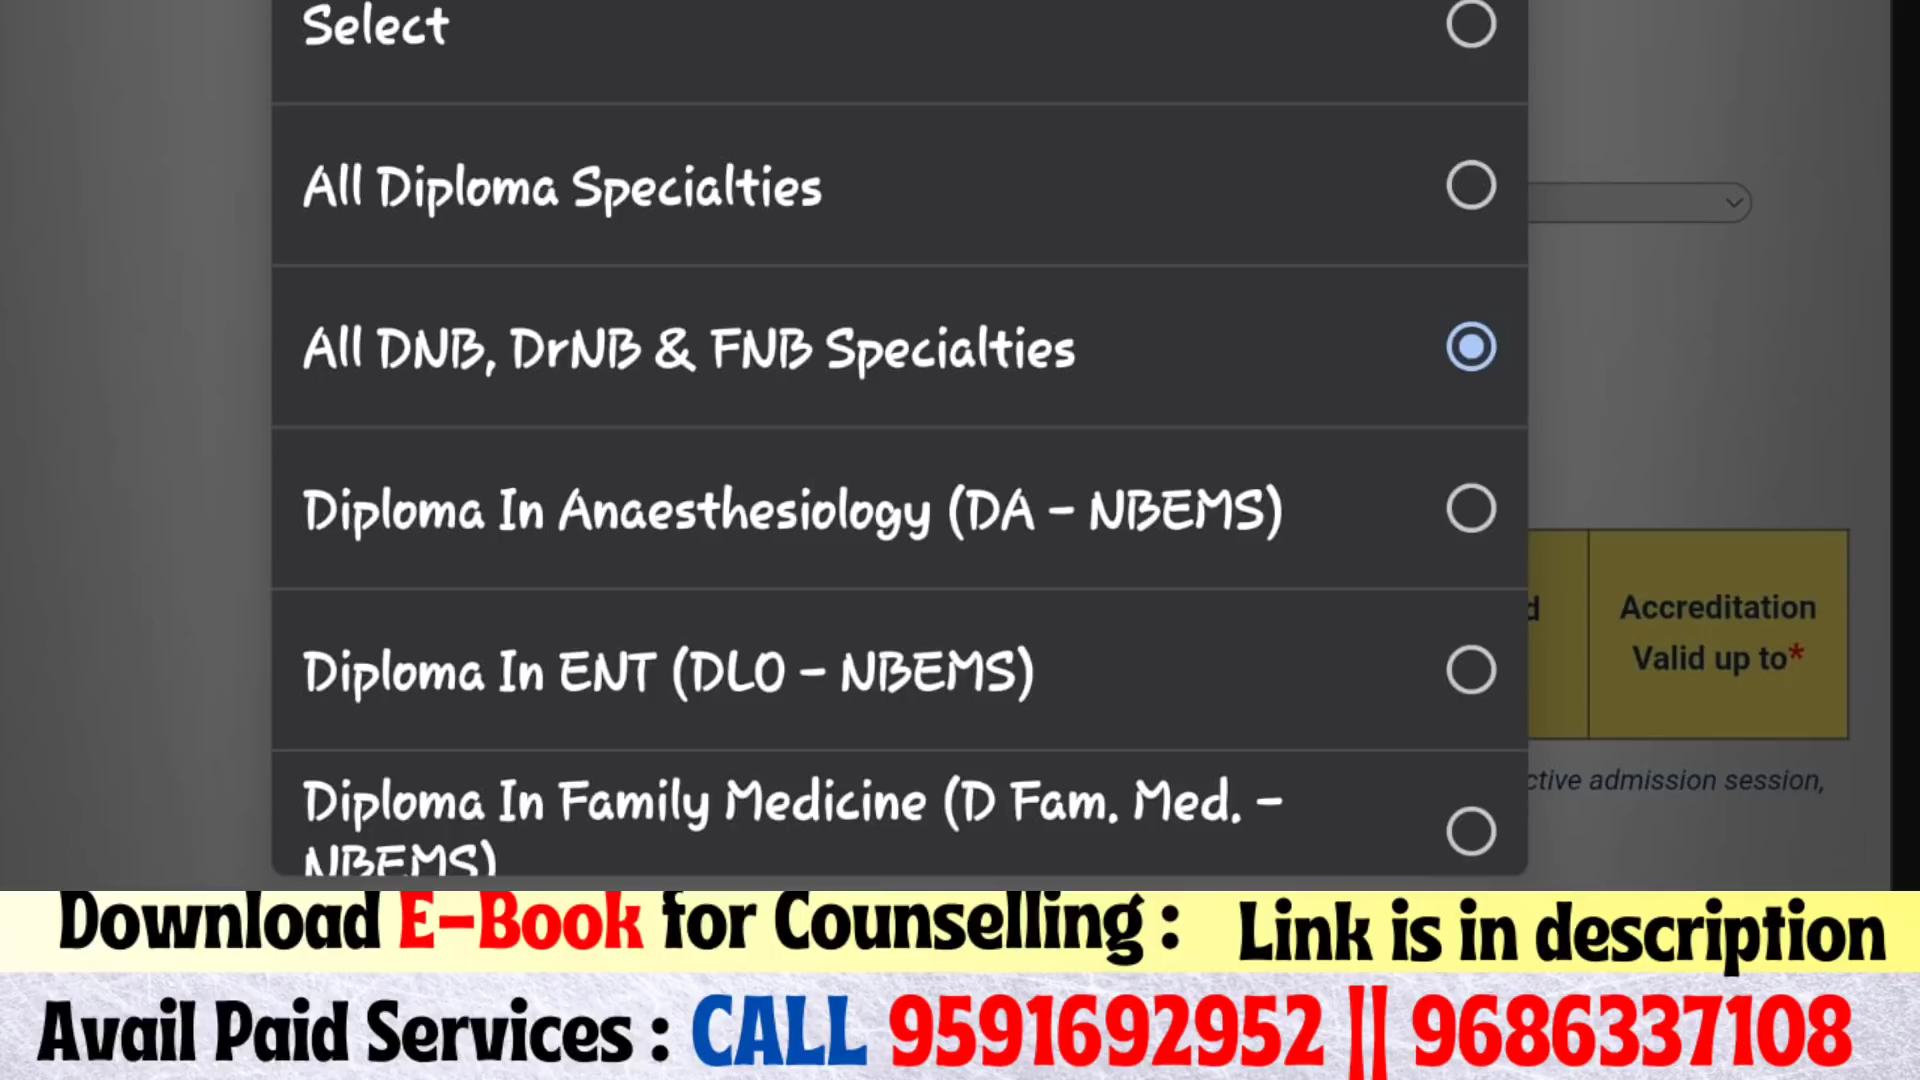 Select
All Diploma Specialties
All DNB, DrNB & FNB Specialties
Diploma In Anaesthesiology (DA - NBEMS)
Diploma In ENT (DLO - NBEMS)
Accreditation
Valid up to*
ctive admission session,
Diploma In Family Medicine (D Fam. Med. -
NBEMS)
Download E-Book for Counselling : Link is in description
Avail Paid Services : CALL 9591692952 || 9686337108